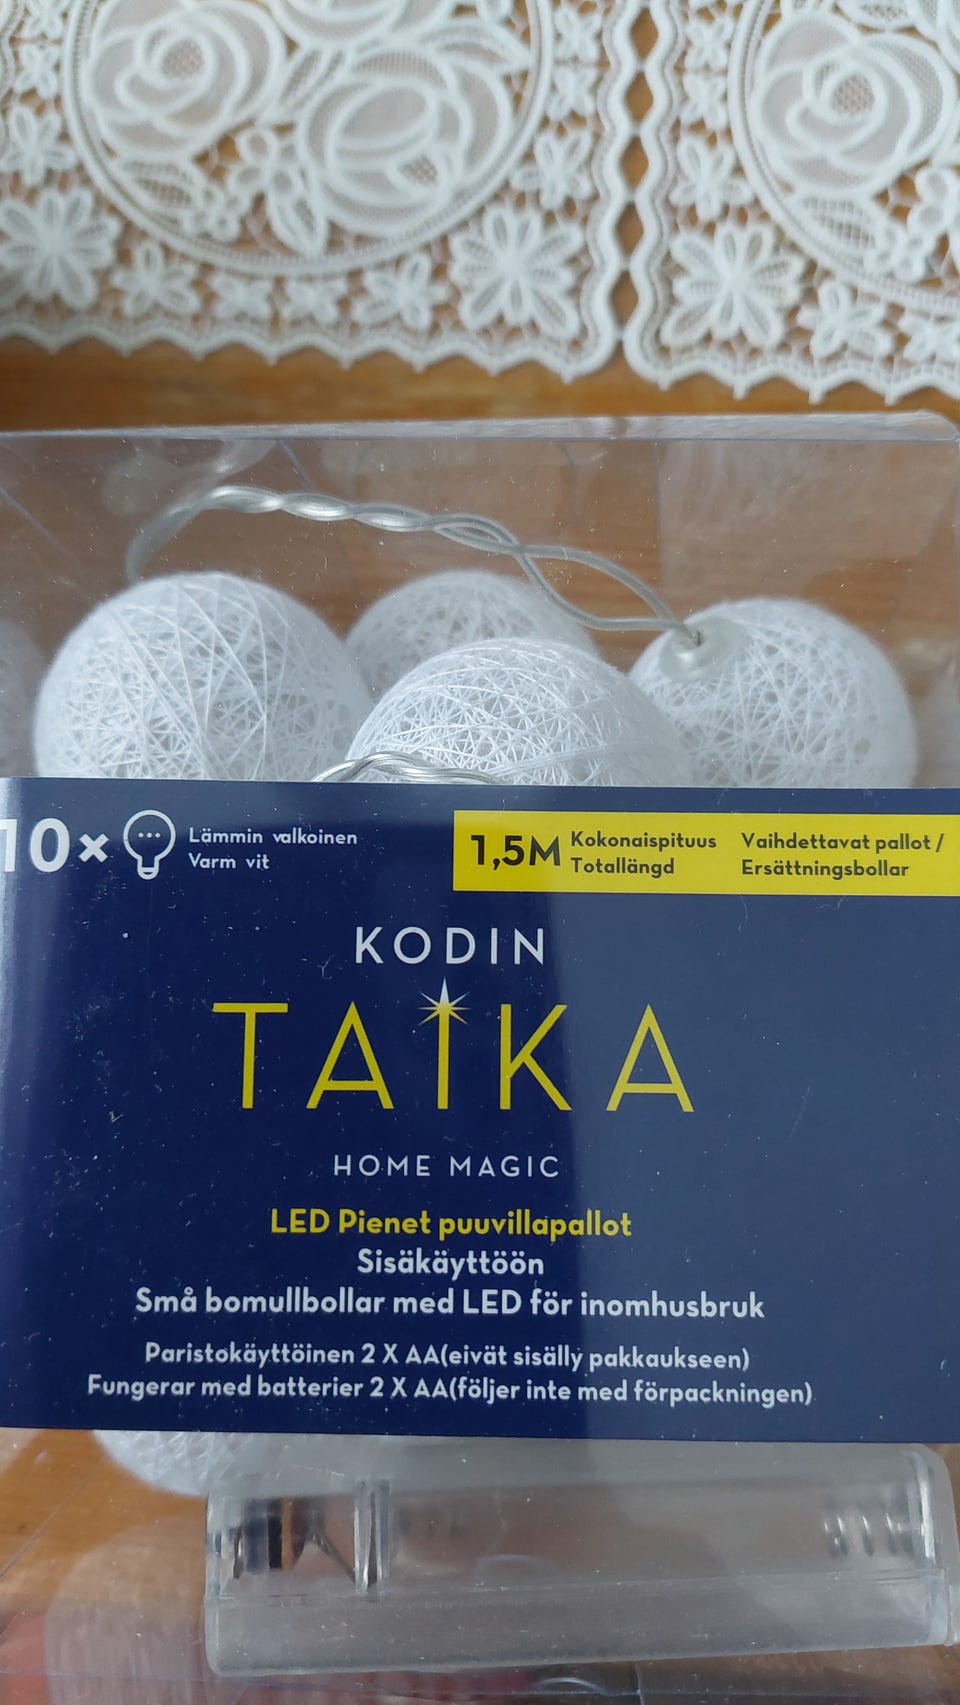 10×
Lämmin valkoinen
Varm vit
1,5M
Kokonaispituus
Totallängd
Vaihdettavat pallot /
Ersättningsbollar
KODIN
TAIKA
HOME MAGIC
LED Pienet puuvillapallot
Sisäkäyttöön
Små bomullbollar med LED för inomhusbruk
Paristokäyttöinen 2 X AA(eivät sisälly pakkaukseen)
Fungerar med batterier 2 X AA(följer inte med förpackningen)